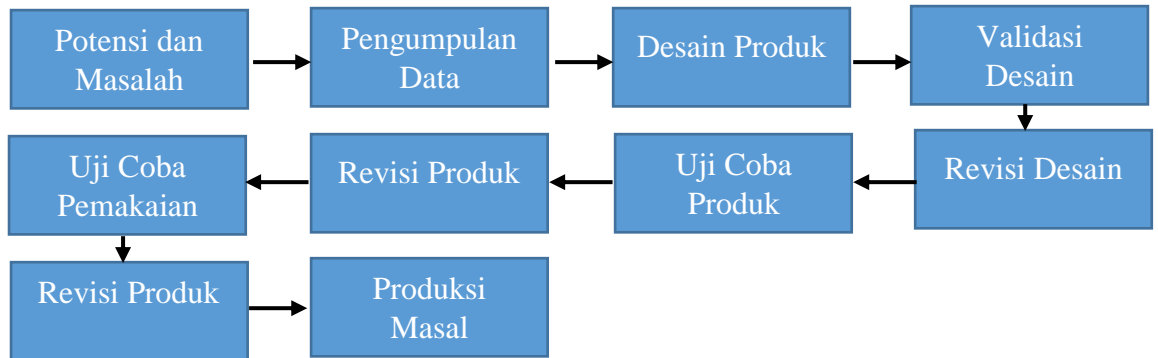 Potensi dan
Masalah
Pengumpulan
Data
Desain Produk
Validasi
Desain
Revisi Desain
Uji Coba
Produk
Revisi Produk
Uji Coba
Pemakaian
Revisi Produk
Produksi
Masal